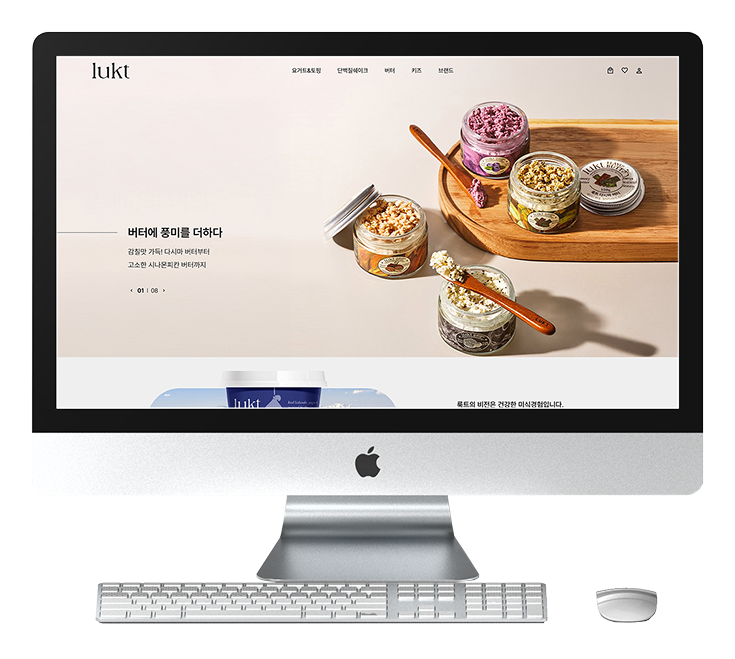 lukt
요거트&토핑 단백질쉐이크 버터 키즈 브랜드
버터에 풍미를 더하다
감칠맛 가득! 다시마 버터부터
고소한 시나몬피칸 버터까지
01 | 08
lukt
lukt
룩트의 비전은 건강한 미식경험입니다.